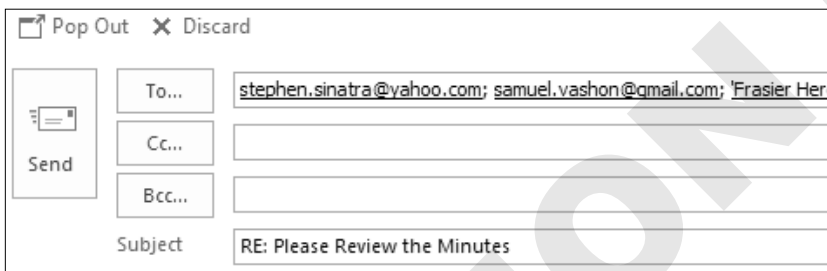 Pop Out Discard
To... stephen.sinatra@yahoo.com; samuel.vashon@gmail.com; 'Frasier
Cc...
Send
Bcc...
Subject RE: Please Review the Minutes